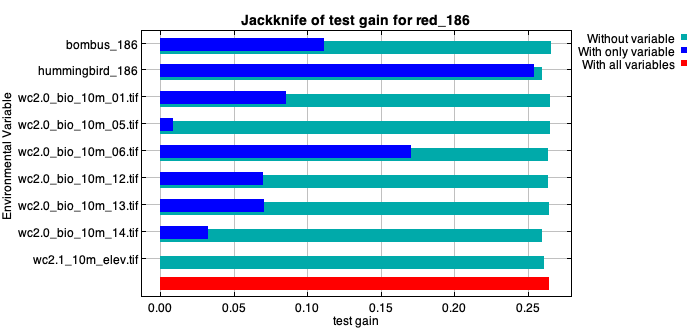 Jackknife of test gain for red_186
Without variable
With only variable
With all variables
Environmental Variable
bombus_186
hummingbird_186
wc2.0_bio_10m_01.tif
wc2.0_bio_10m_05.tif
wc2.0_bio_10m_06.tif
wc2.0_bio_10m_12.tif
wc2.0_bio_10m_13.tif
wc2.0_bio_10m_14.tif
wc2.1_10m_elev.tif
0.00 0.05 0.10 0.15 0.20 0.25
test gain